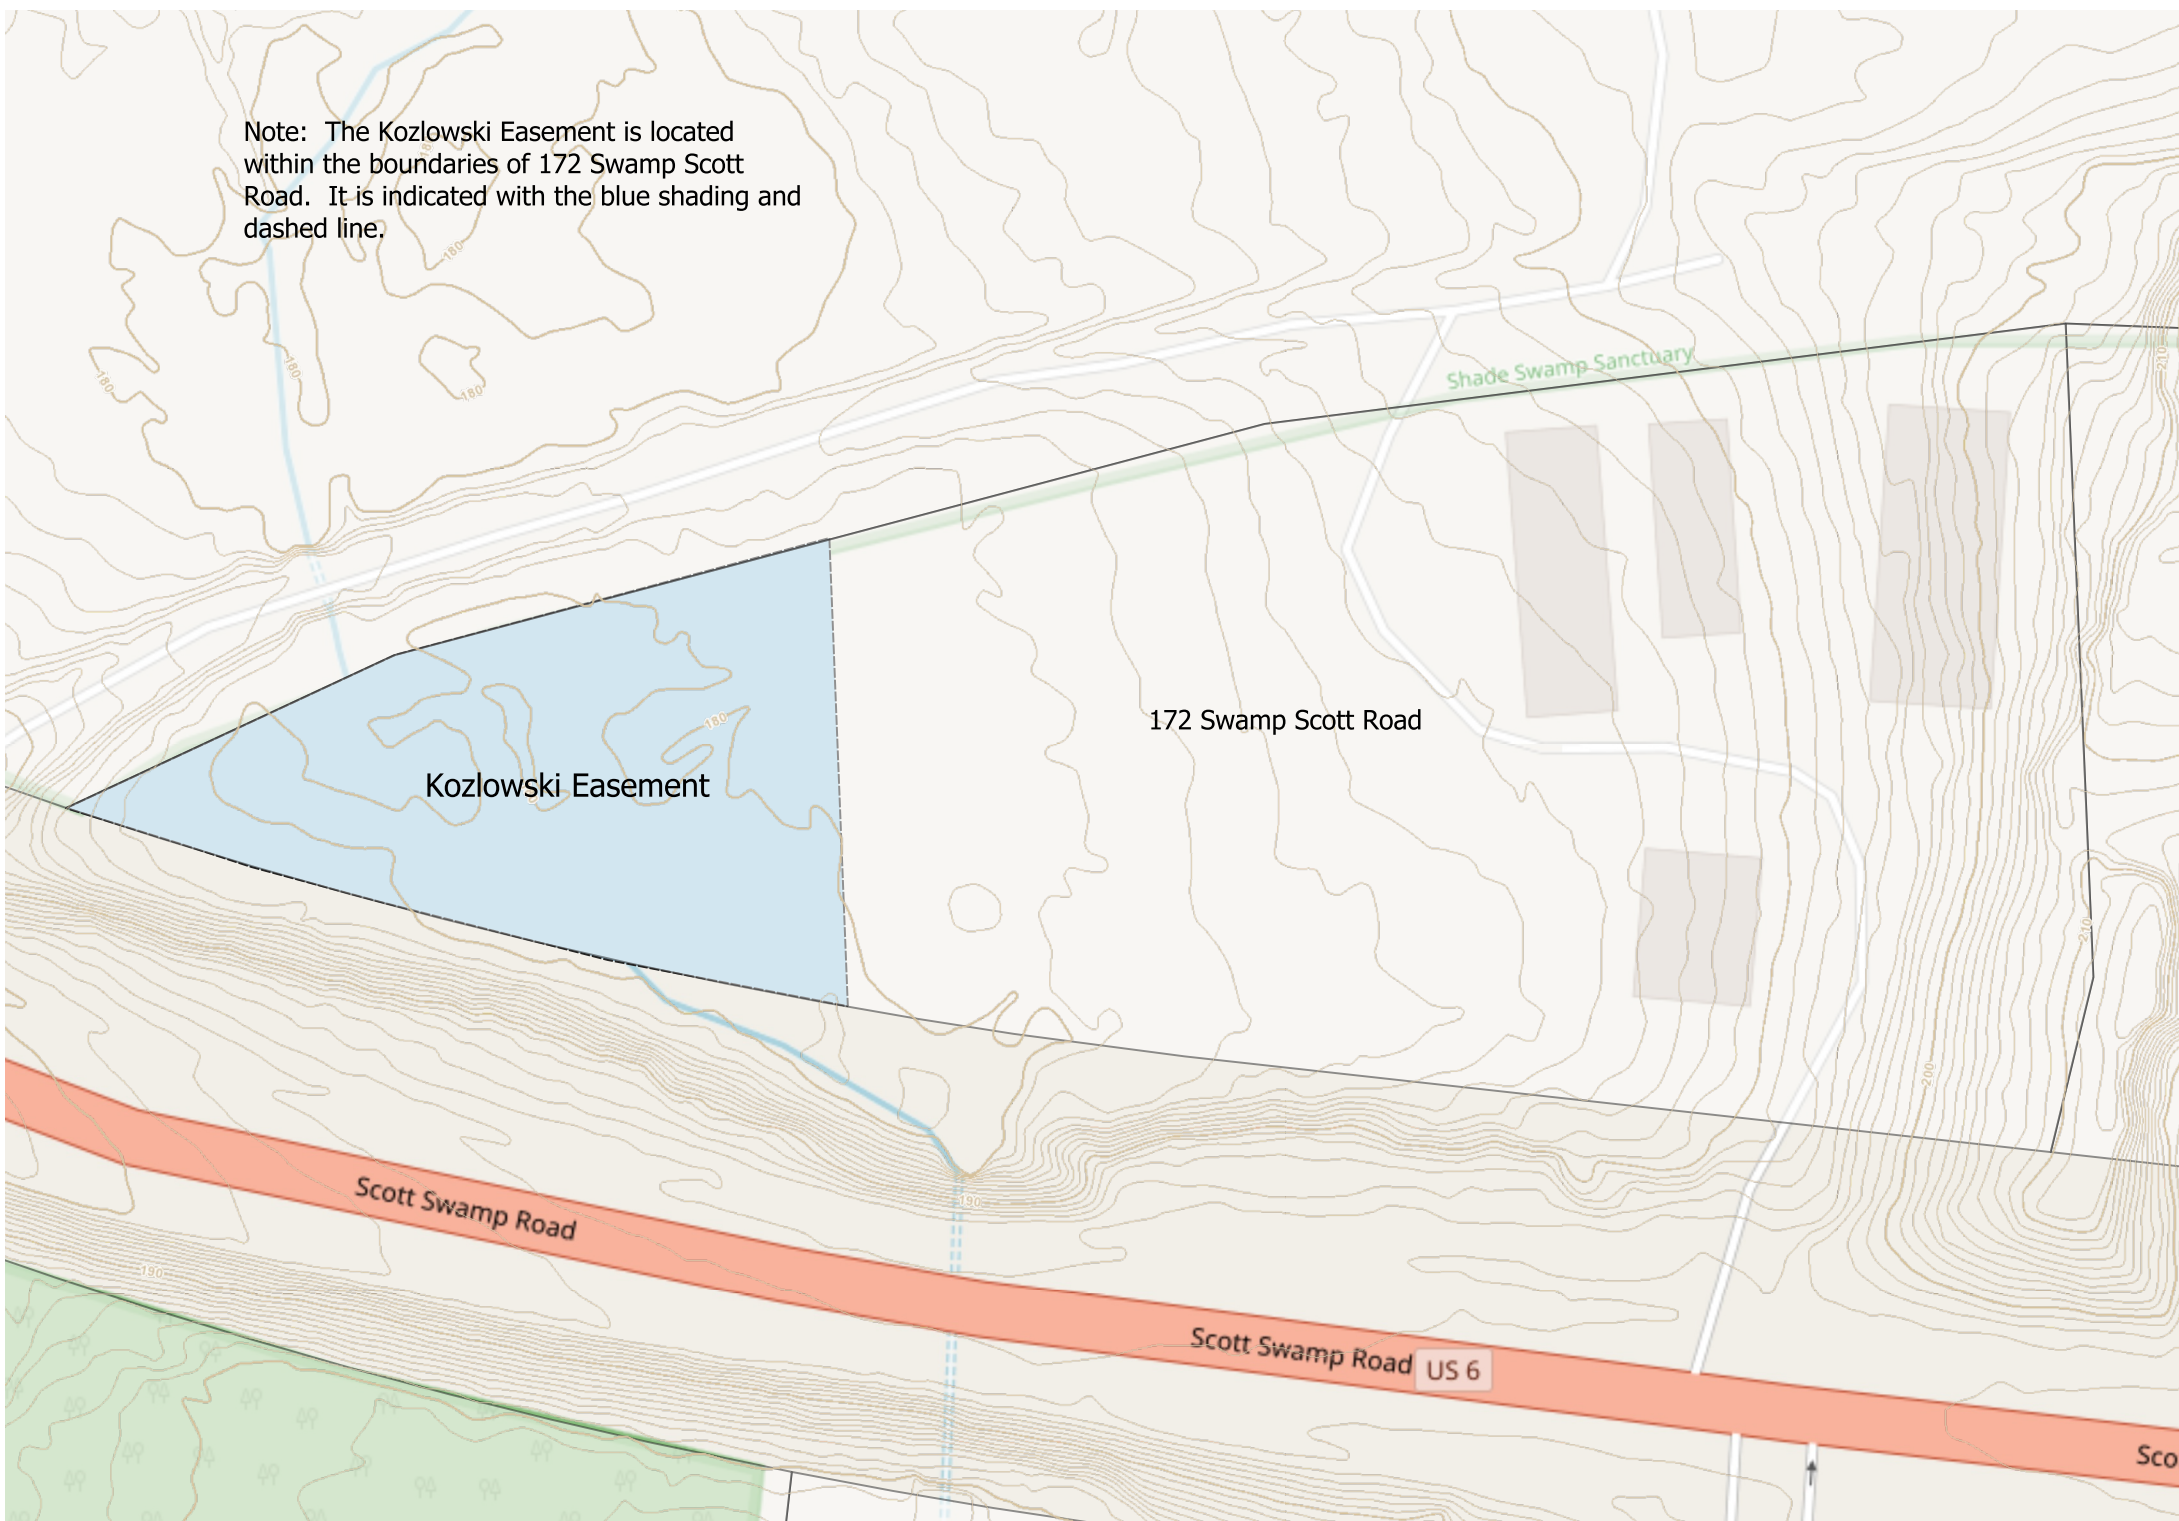 Note:  The Kozlowski Easement is located
within the boundaries of 172 Swamp Scott
Road.  It is indicated with the blue shading and
dashed line.
180
180
180
180
180
210
Shade Swamp Sanctuary
180
172 Swamp Scott Road
Kozlowski Easement
210
200
190
Scott Swamp Road
190
Scott Swamp Road
US 6
Sco